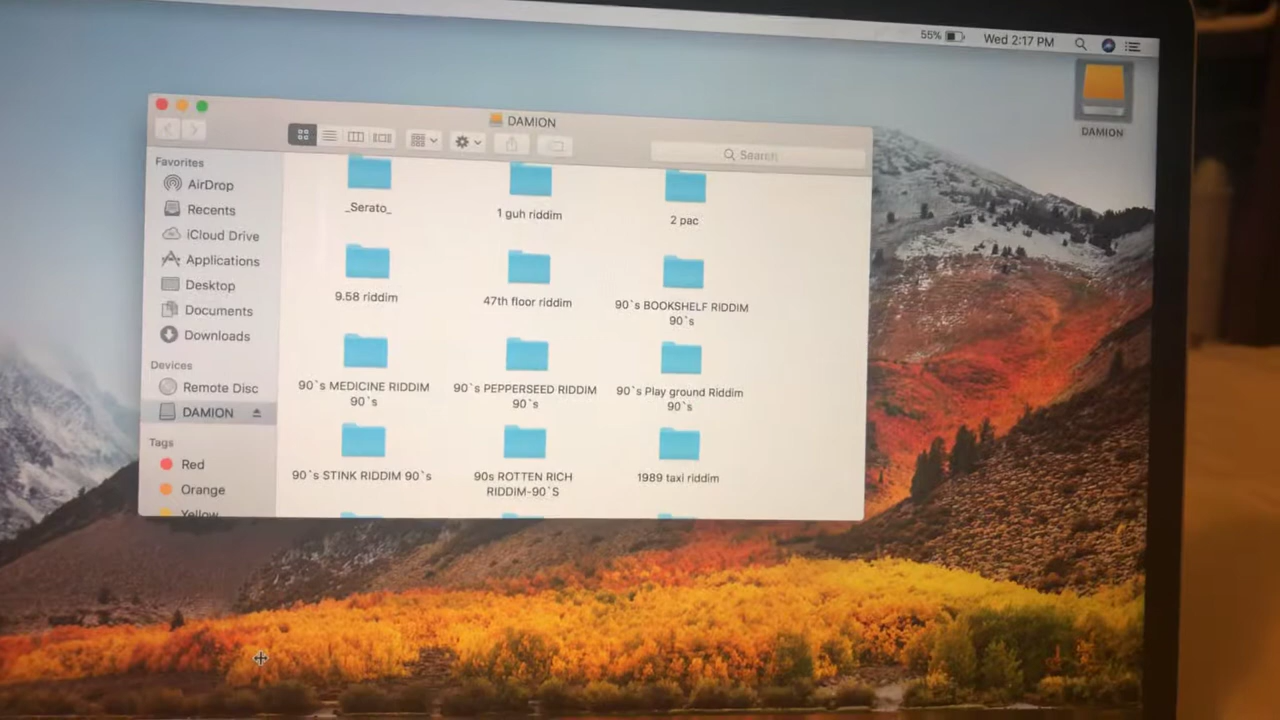 55% Wed 2:17 PM
DAMION
DAMION
Search
Favorites
AirDrop
Recents
iCloud Drive
Applications
Desktop
Documents
Downloads
Devices
Remote Disc
DAMION
Tags
Red
Orange
Yellow
_Serato_
1 guh riddim
2 pac
9.58 riddim
47th floor riddim
90`s BOOKSHELF RIDDIM
90`s
90`s MEDICINE RIDDIM
90`s
90`s PEPPERSEED RIDDIM
90`s
90`s Play ground Riddim
90`s
90`s STINK RIDDIM 90`s
90s ROTTEN RICH
RIDDIM-90`S
1989 taxi riddim